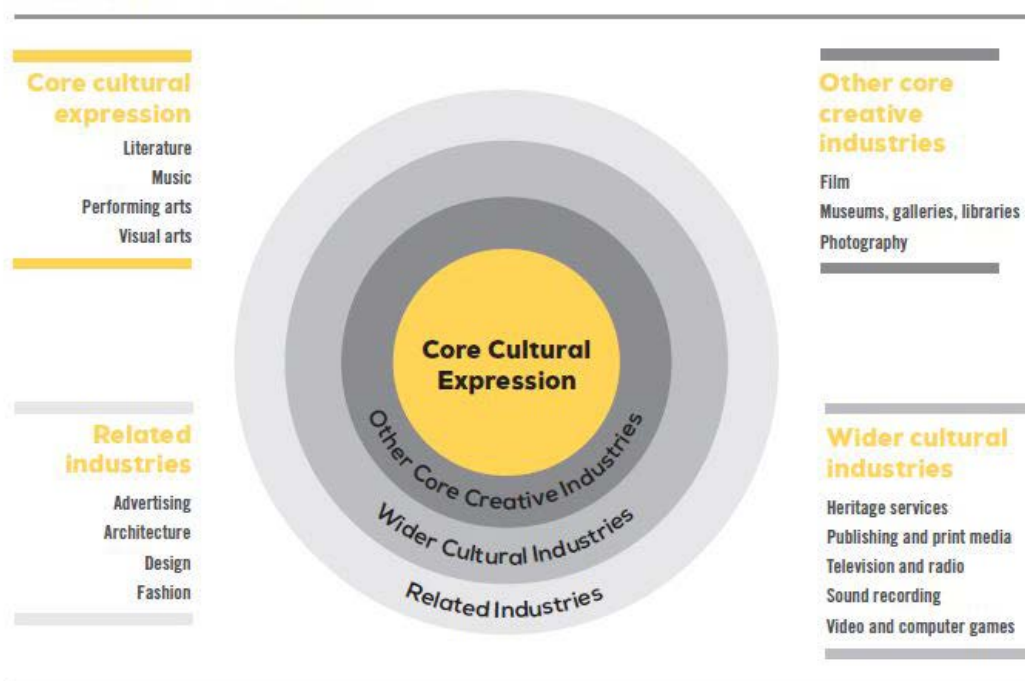 Core cultural
expression
Literature
Music
Performing arts
Visual arts
Other core
creative
industries
Film
Museums, galleries, libraries
Photography
Core Cultural
Expression
Other Core Creative Industries
Wider Cultural Industries
Related Industries
Related
industries
Advertising
Architecture
Design
Fashion
Wider cultural
industries
Heritage services
Publishing and print media
Television and radio
Sound recording
Video and computer games